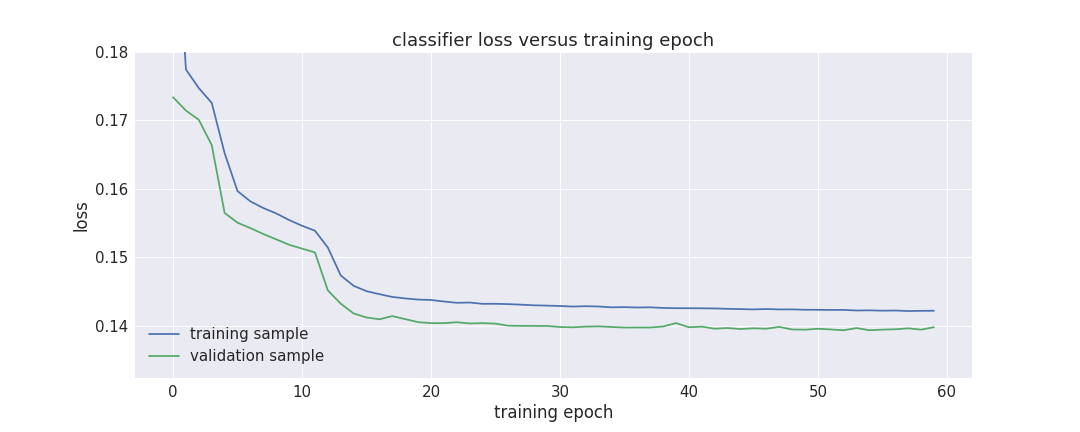 classifier loss versus training epoch
0.18
0.17
0.16
0.15
0.14
loss
training sample
validation sample
0 10 20 30 40 50 60
training epoch